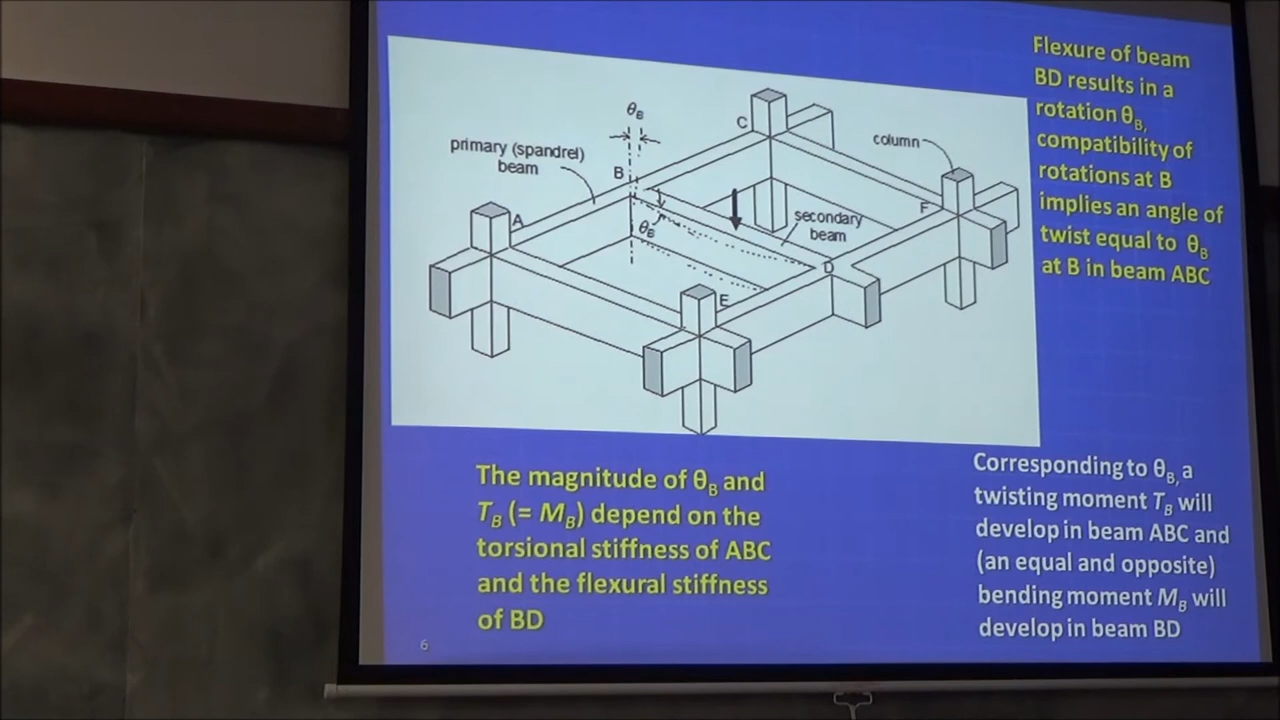 Flexure of beam
BD results in a
rotation θB,
compatibility of
rotations at B
implies an angle of
twist equal to θB
at B in beam ABC
θB
C
column
primary (spandrel)
beam
B
A
F
θB
secondary
beam
D
E
The magnitude of θB and
TB (= MB) depend on the
torsional stiffness of ABC
and the flexural stiffness
of BD
Corresponding to θB, a
twisting moment TB will
develop in beam ABC and
(an equal and opposite)
bending moment MB will
develop in beam BD
6